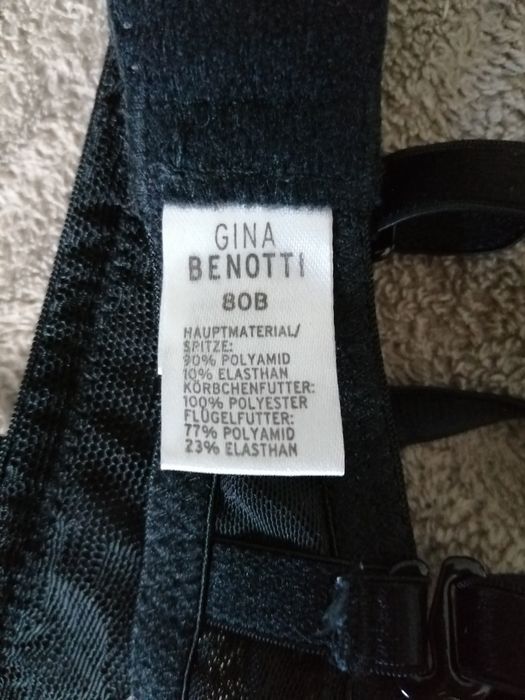 GINA
BENOTTI
80B
HAUPTMATERIAL/
SPITZE:
90% POLYAMID
10% ELASTHAN
KÖRBCHENFUTTER:
100% POLYESTER
FLÜGELFUTTER:
77% POLYAMID
23% ELASTHAN